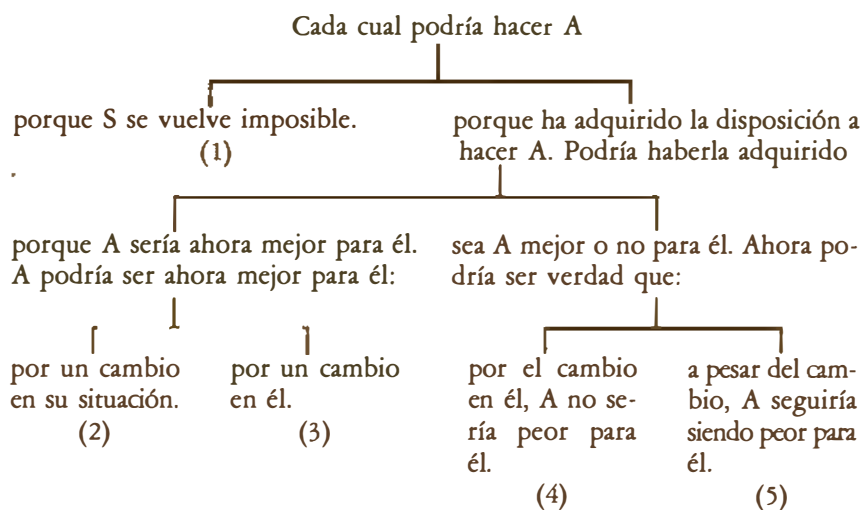 Cada cual podría hacer A
porque S se vuelve imposible.
(1)
porque ha adquirido la disposición a
hacer A. Podría haberla adquirido
porque A sería ahora mejor para él.
A podría ser ahora mejor para él:
sea A mejor o no para él. Ahora po-
dría ser verdad que:
por un cambio
en su situación.
(2)
por un cambio
en él.
(3)
por el cambio
en él, A no se-
ría peor para
él.
(4)
a pesar del cam-
bio, A seguiría
siendo peor para
él.
(5)